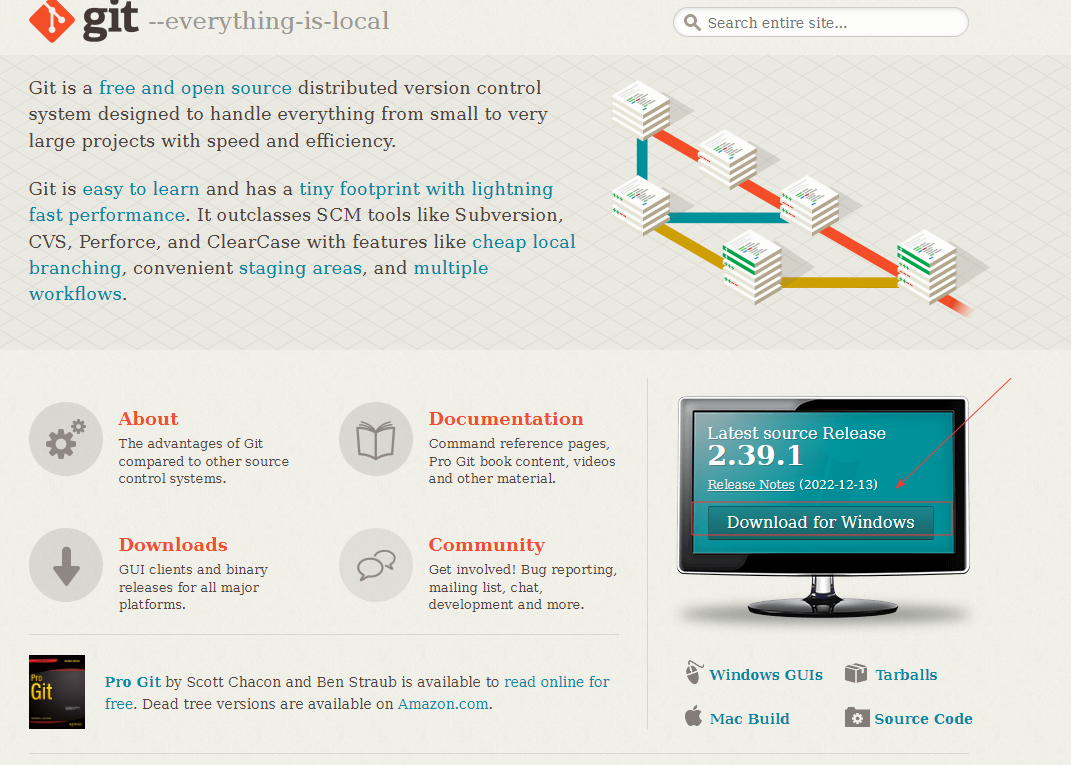 git --everything-is-local
Search entire site...
Git is a free and open source distributed version control
system designed to handle everything from small to very
large projects with speed and efficiency.
Git is easy to learn and has a tiny footprint with lightning
fast performance. It outclasses SCM tools like Subversion,
CVS, Perforce, and ClearCase with features like cheap local
branching, convenient staging areas, and multiple
workflows.
About
The advantages of Git
compared to other source
control systems.
Documentation
Command reference pages,
Pro Git book content, videos
and other material.
Downloads
GUI clients and binary
releases for all major
platforms.
Community
Get involved! Bug reporting,
mailing list, chat,
development and more.
Pro
Git
Pro Git by Scott Chacon and Ben Straub is available to read online for
free. Dead tree versions are available on Amazon.com.
Latest source Release
2.39.1
Release Notes (2022-12-13)
Download for Windows
Windows GUIs
Tarballs
Mac Build
Source Code